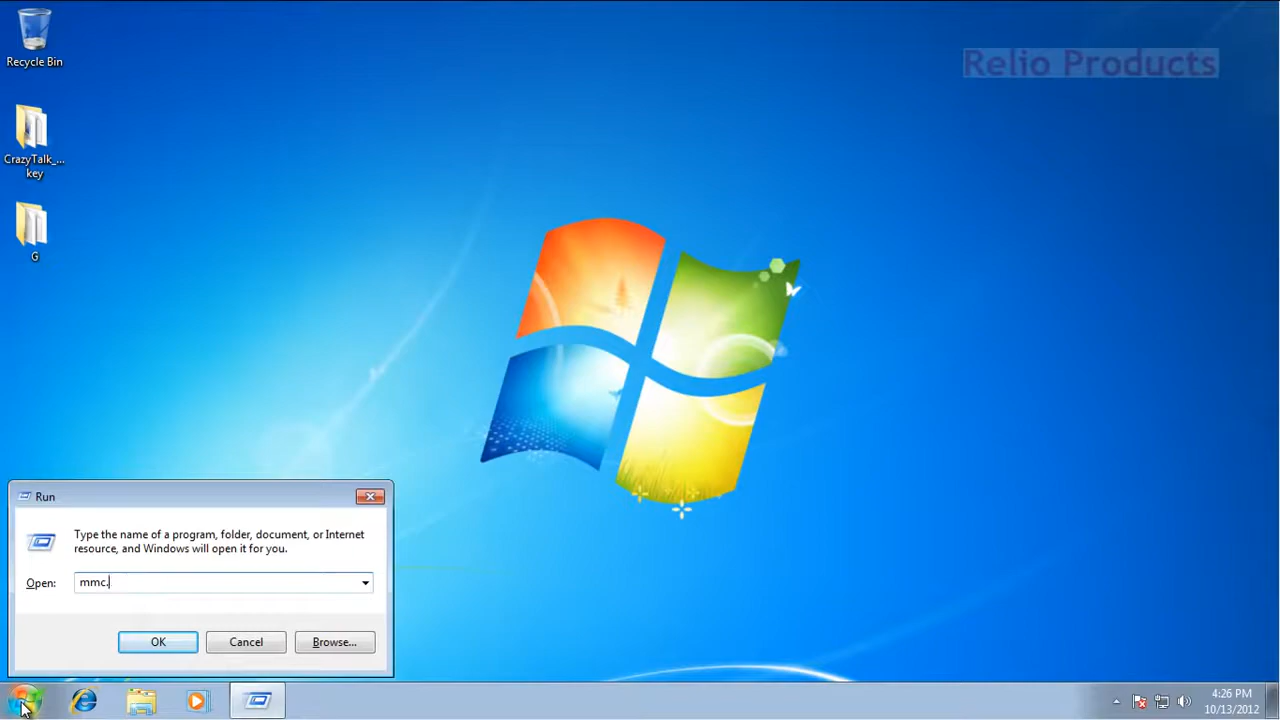 Recycle Bin
Relio Products
CrazyTalk_...
key
G
Run
Type the name of a program, folder, document, or Internet
resource, and Windows will open it for you.
Open:
mmc.
OK
Cancel
Browse...
4:26 PM
10/13/2012